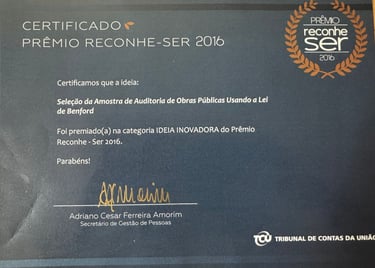 CERTIFICADO
PRÊMIO RECONHE-SER 2016
PRÊMIO
reconhe
ser
2016
Certificamos que a ideia:
Seleção da Amostra de Auditoria de Obras Públicas Usando a Lei
de Benford
Foi premiado(a) na categoria IDEIA INOVADORA do Prêmio
Reconhe - Ser 2016.
Parabéns!
Adriano Cesar Ferreira Amorim
Secretário de Gestão de Pessoas
TCU TRIBUNAL DE CONTAS DA UNIÃO